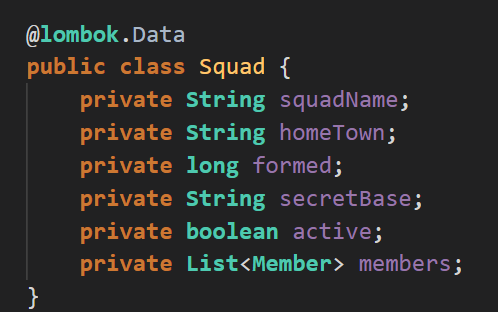 @lombok.Data
public class Squad {
    private String squadName;
    private String homeTown;
    private long formed;
    private String secretBase;
    private boolean active;
    private List<Member> members;
}